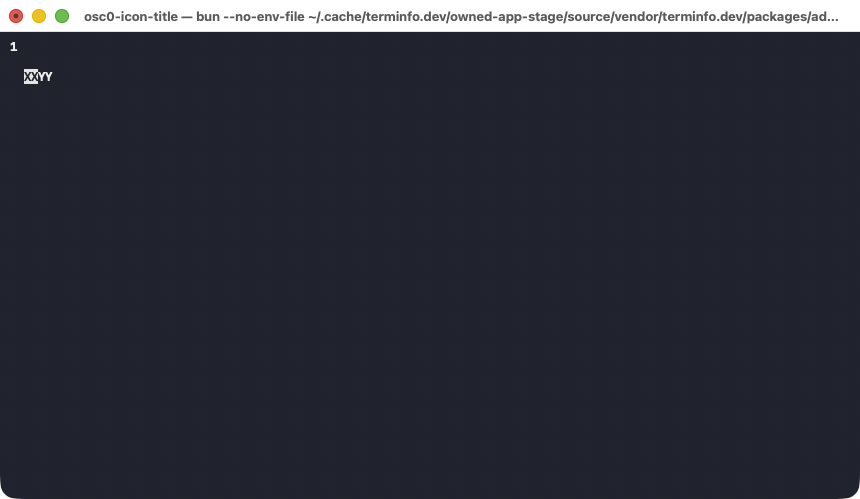 osc0-icon-title — bun --no-env-file ~/.cache/terminfo.dev/owned-app-stage/source/vendor/terminfo.dev/packages/ad...
1
XXYY